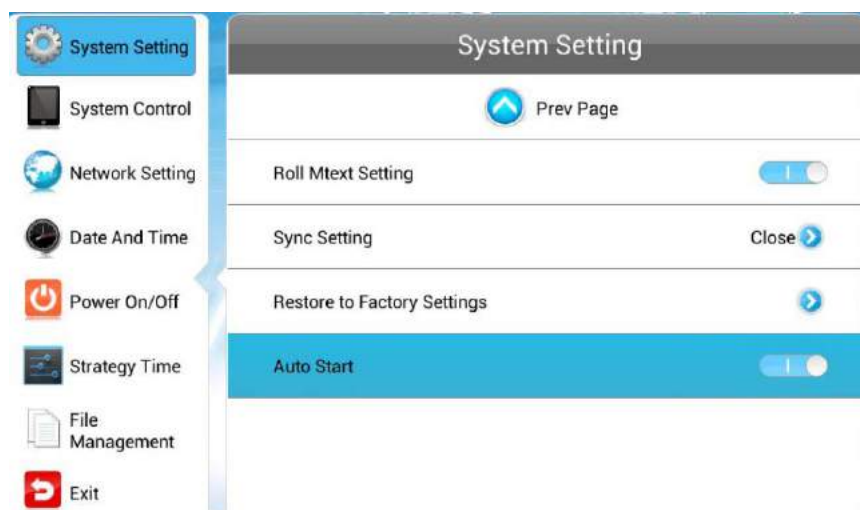 System Setting
System Control
Network Setting
Date And Time
Power On/Off
Strategy Time
File
Management
Exit
System Setting
Prev Page
Roll Mtext Setting
Sync Setting
Close
Restore to Factory Settings
Auto Start